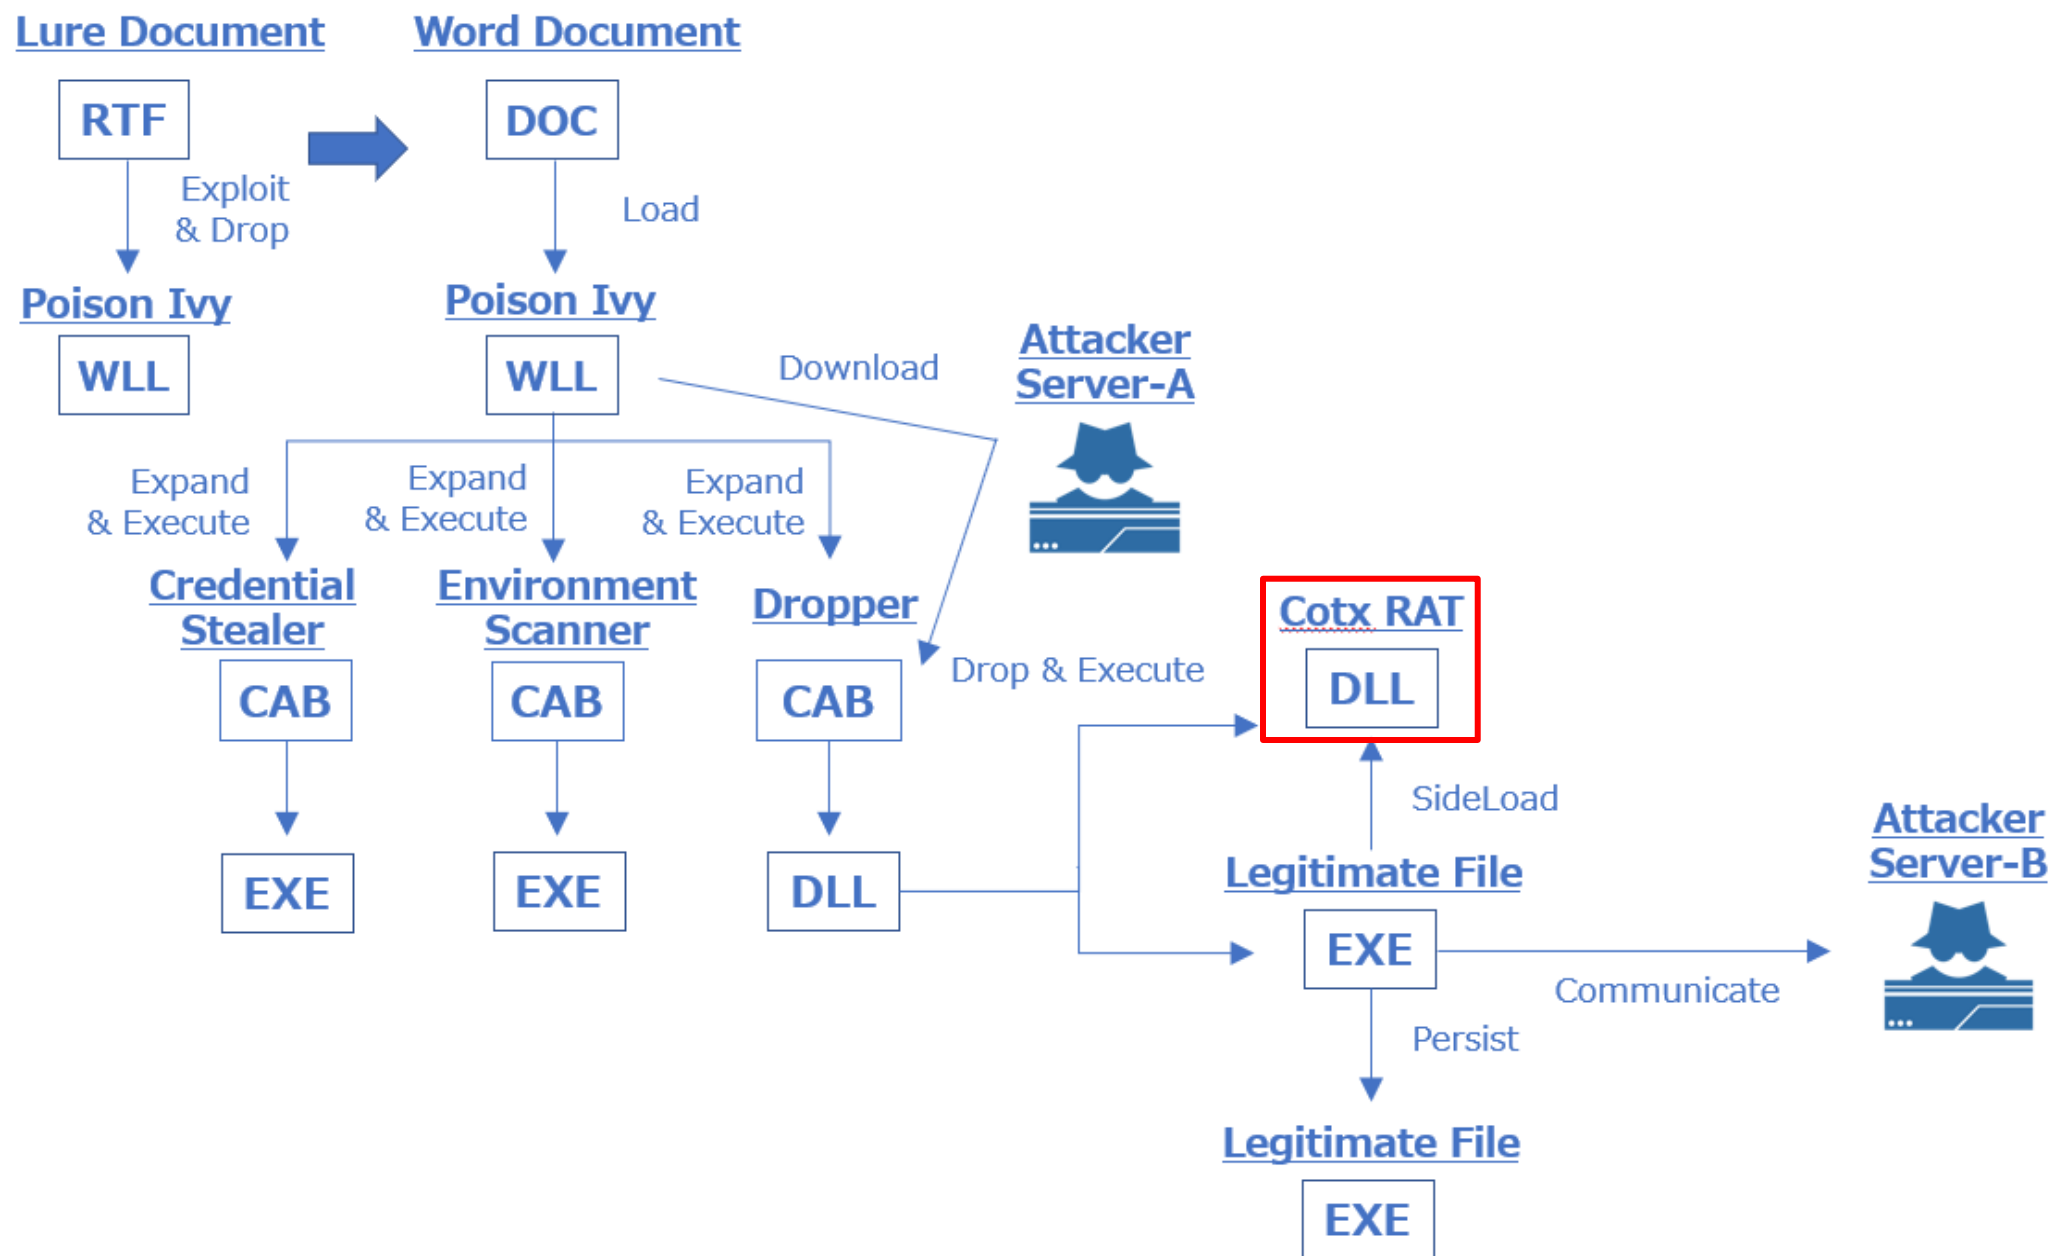 Lure Document
Word Document
RTF
DOC
Exploit
& Drop
Load
Poison Ivy
Poison Ivy
WLL
WLL
Download
Attacker
Server-A
Expand
& Execute
Expand
& Execute
Expand
& Execute
Credential
Stealer
Environment
Scanner
Dropper
Cotx RAT
CAB
CAB
CAB
Drop & Execute
DLL
SideLoad
EXE
EXE
DLL
Legitimate File
EXE
Attacker
Server-B
Communicate
Persist
Legitimate File
EXE